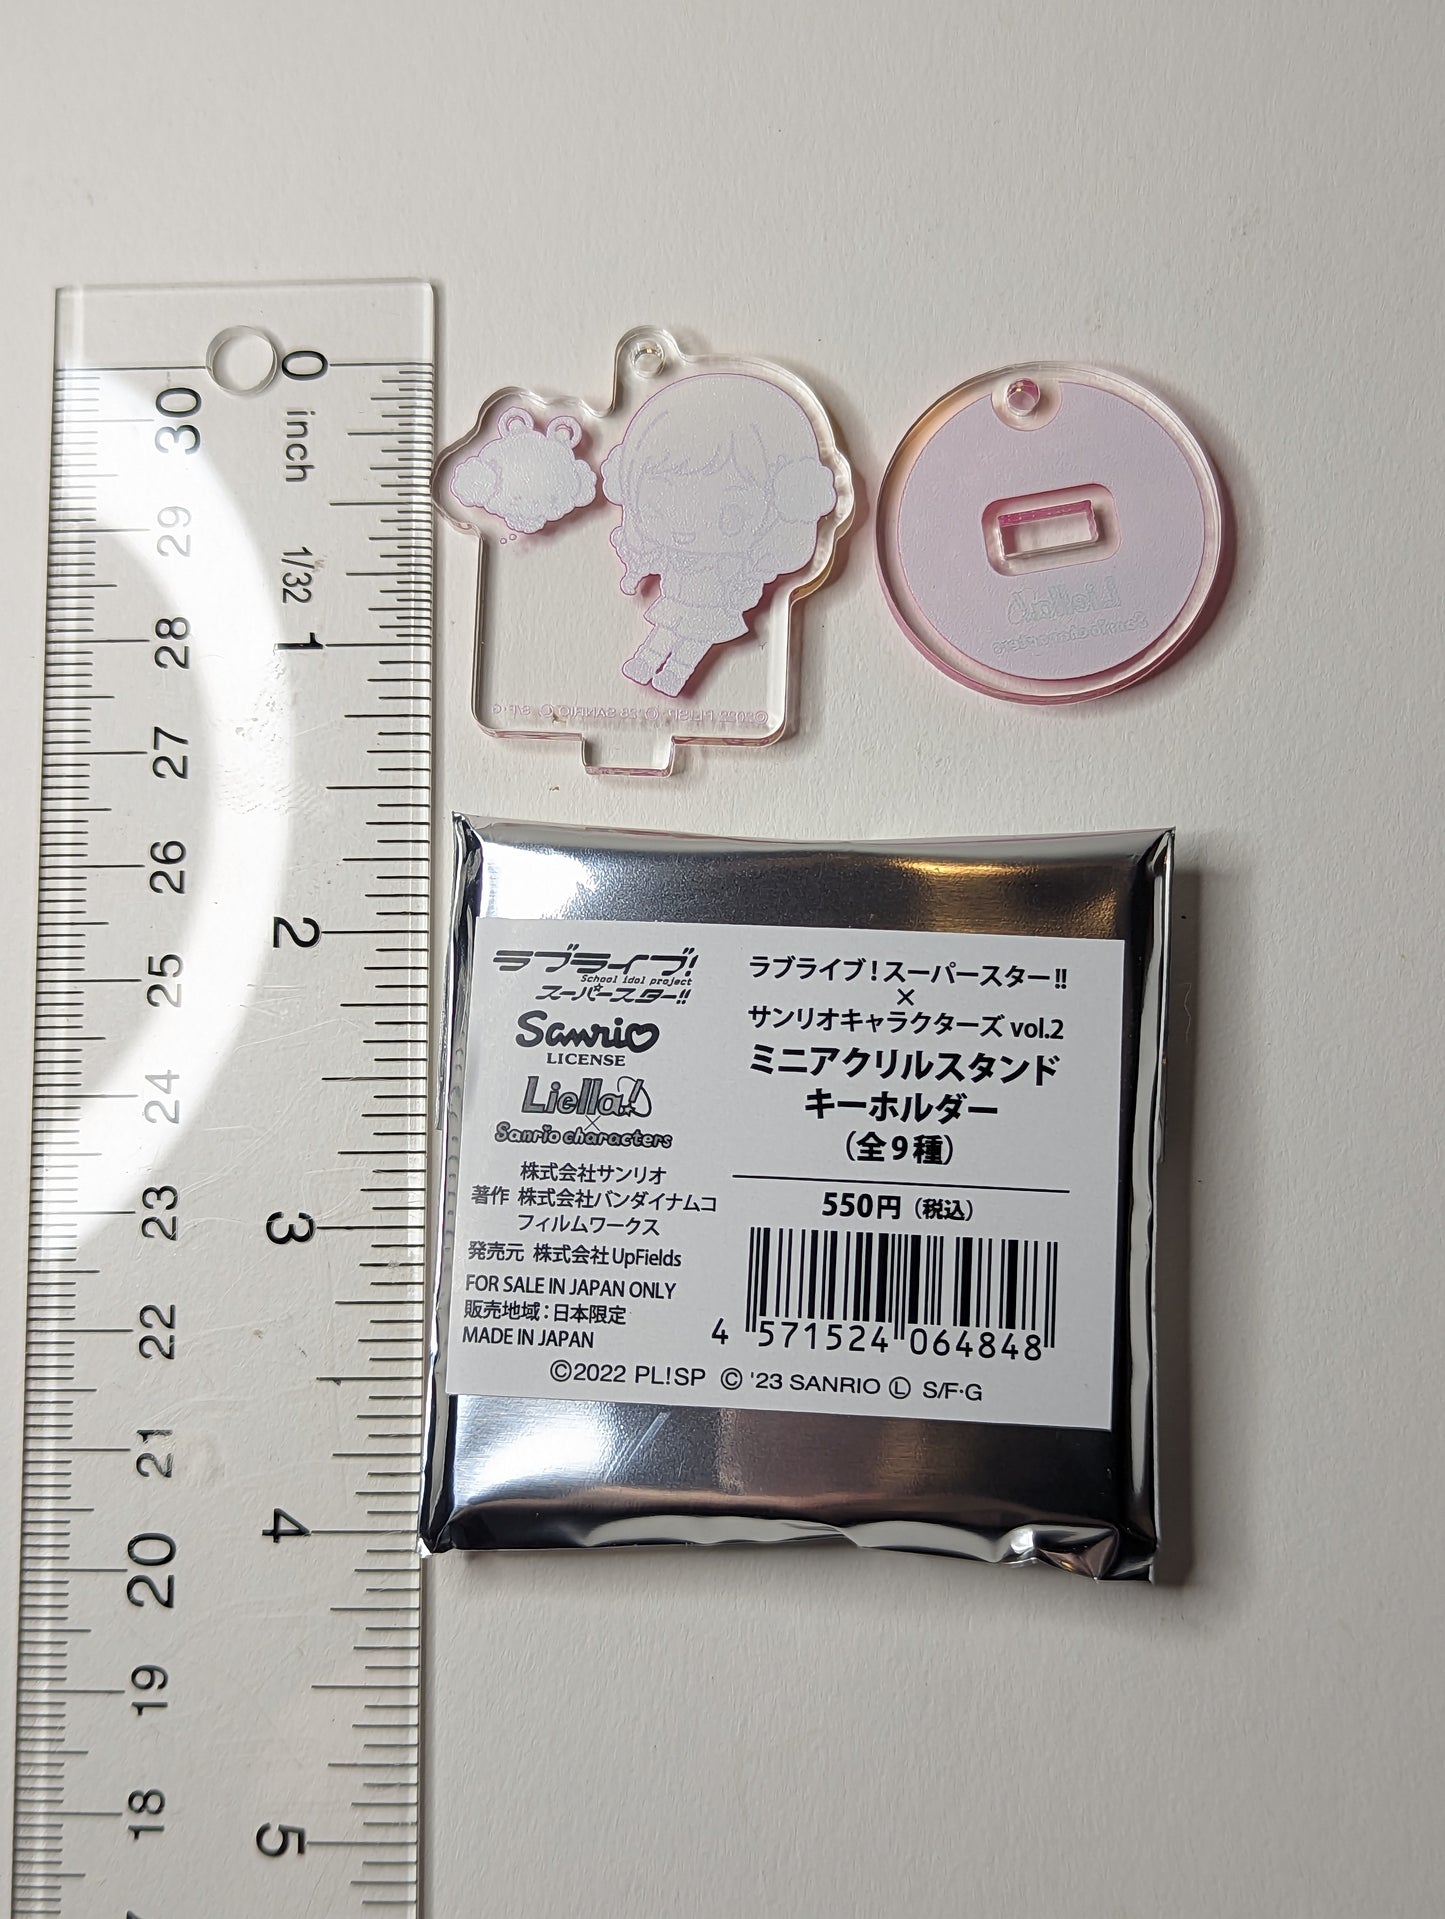 0
inch
1/32
1
2
3
4
5
30
29
28
27
26
25
24
23
22
21
20
19
18
©2022 PL!SP © '23 SANRIO Ⓛ S/F·G
Liella!
Sanrio characters
ラブライブ!
School idol project
スーパースター!!
Sanrio
LICENSE
Liella!
×
Sanrio characters
株式会社サンリオ
著作 株式会社バンダイナムコ
フィルムワークス
発売元 株式会社UpFields
FOR SALE IN JAPAN ONLY
販売地域:日本限定
MADE IN JAPAN
ラブライブ!スーパースター!!
×
サンリオキャラクターズ vol.2
ミニアクリルスタンド
キーホルダー
(全9種)
550円(税込)
4 571524 064848
©2022 PL!SP © '23 SANRIO Ⓛ S/F·G